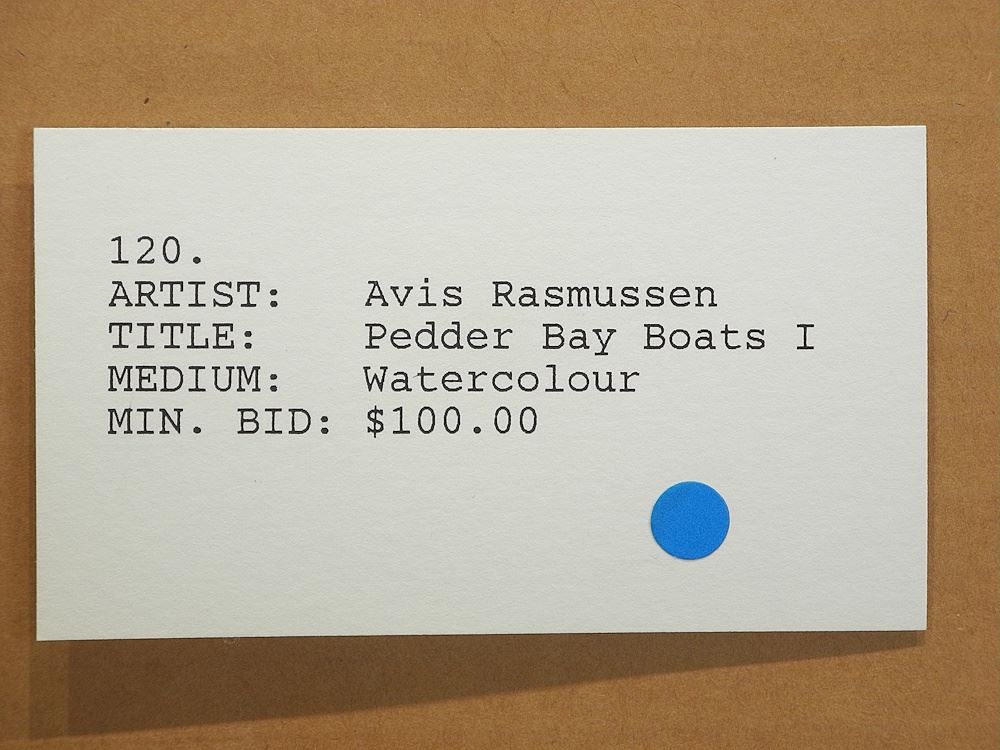 120.
ARTIST: Avis Rasmussen
TITLE: Pedder Bay Boats I
MEDIUM: Watercolour
MIN. BID: $100.00